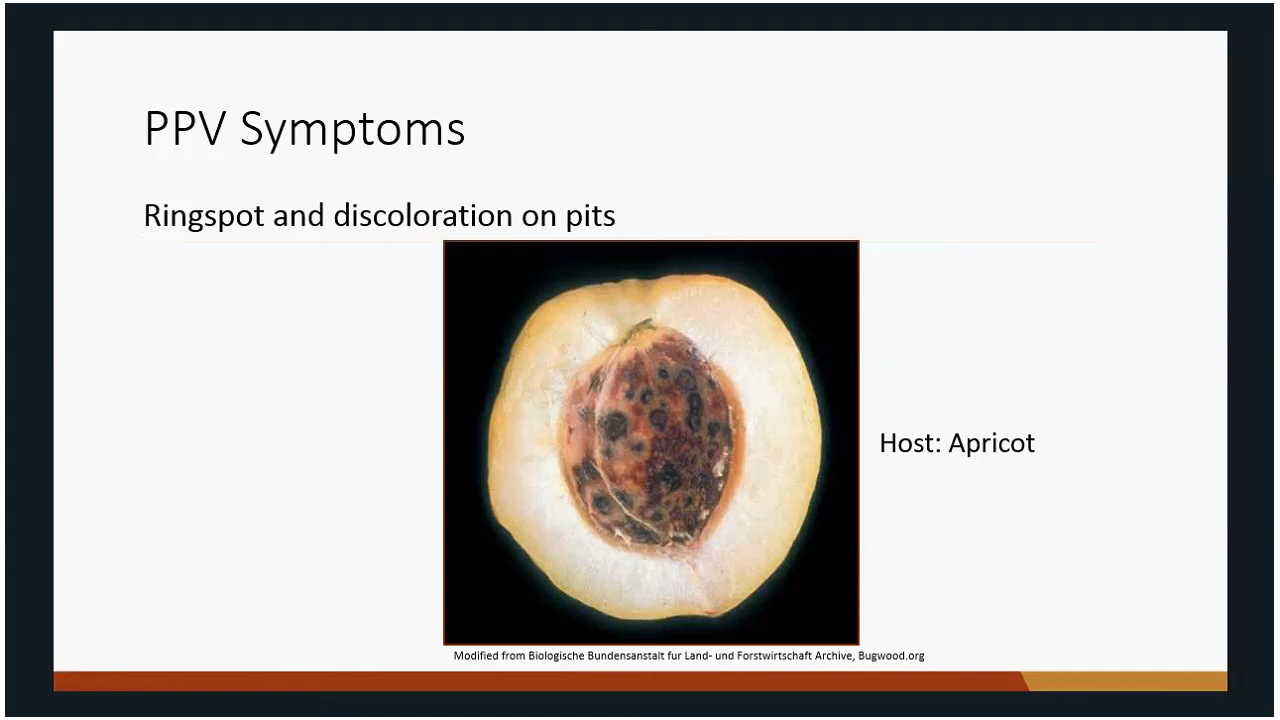 PPV Symptoms
Ringspot and discoloration on pits
Host: Apricot
Modified from Biologische Bundesanstalt fur Land- und Forstwirtschaft Archive, Bugwood.org